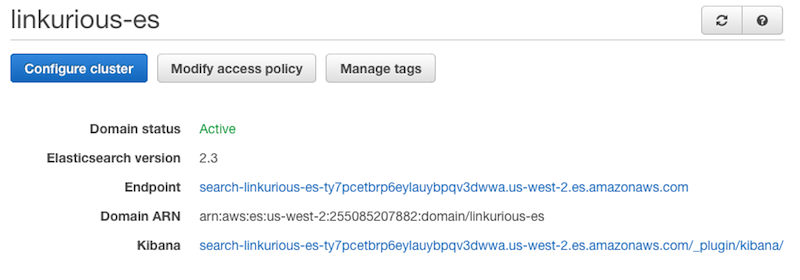 linkurious-es
Configure cluster Modify access policy Manage tags
Domain status Active
Elasticsearch version 2.3
Endpoint search-linkurious-es-ty7pcetbrp6eylauybpqv3dwwa.us-west-2.es.amazonaws.com
Domain ARN arn:aws:es:us-west-2:255085207882:domain/linkurious-es
Kibana search-linkurious-es-ty7pcetbrp6eylauybpqv3dwwa.us-west-2.es.amazonaws.com/_plugin/kibana/